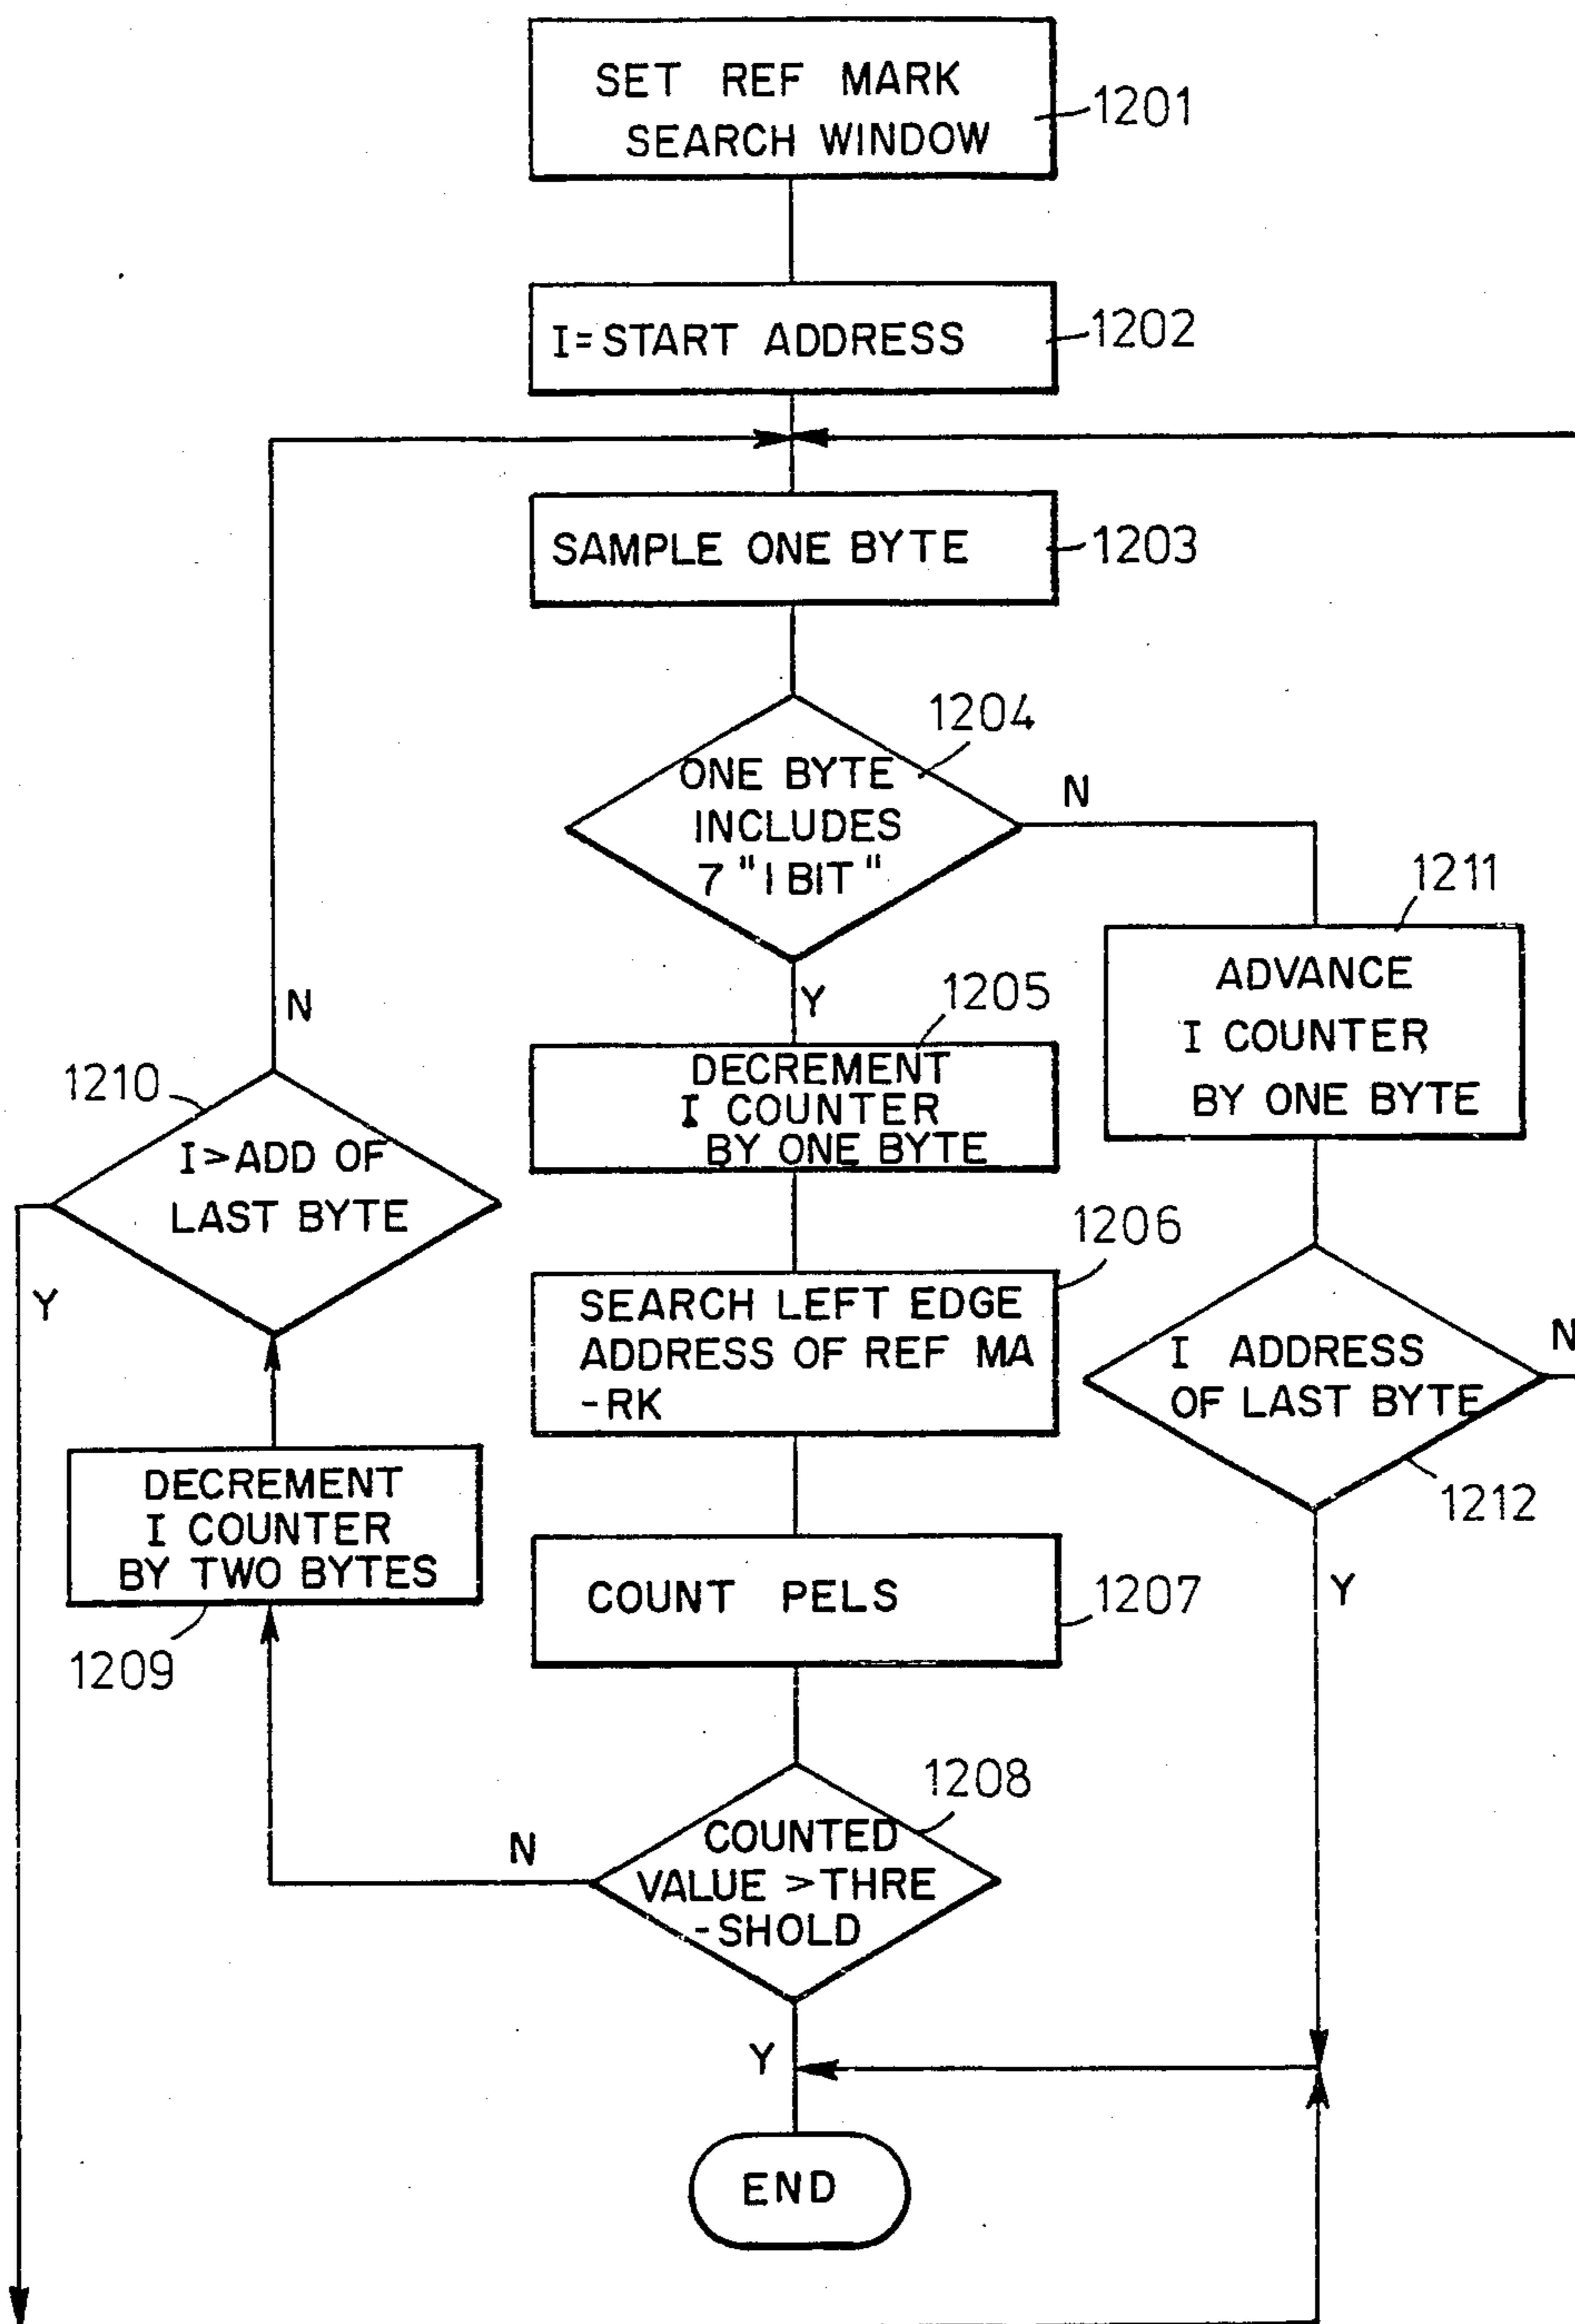 SET REF MARK
SEARCH WINDOW
1201
I=START ADDRESS
1202
SAMPLE ONE BYTE
1203
1204
ONE BYTE
INCLUDES
7 "1 BIT"
N
Y
1211
ADVANCE
I COUNTER
BY ONE BYTE
1205
DECREMENT
I COUNTER
BY ONE BYTE
N
1210
I>ADD OF
LAST BYTE
Y
1206
SEARCH LEFT EDGE
ADDRESS OF REF MA
-RK
I ADDRESS
OF LAST BYTE
N
1212
Y
DECREMENT
I COUNTER
BY TWO BYTES
1209
COUNT PELS
1207
1208
COUNTED
VALUE >THRE
-SHOLD
N
Y
END